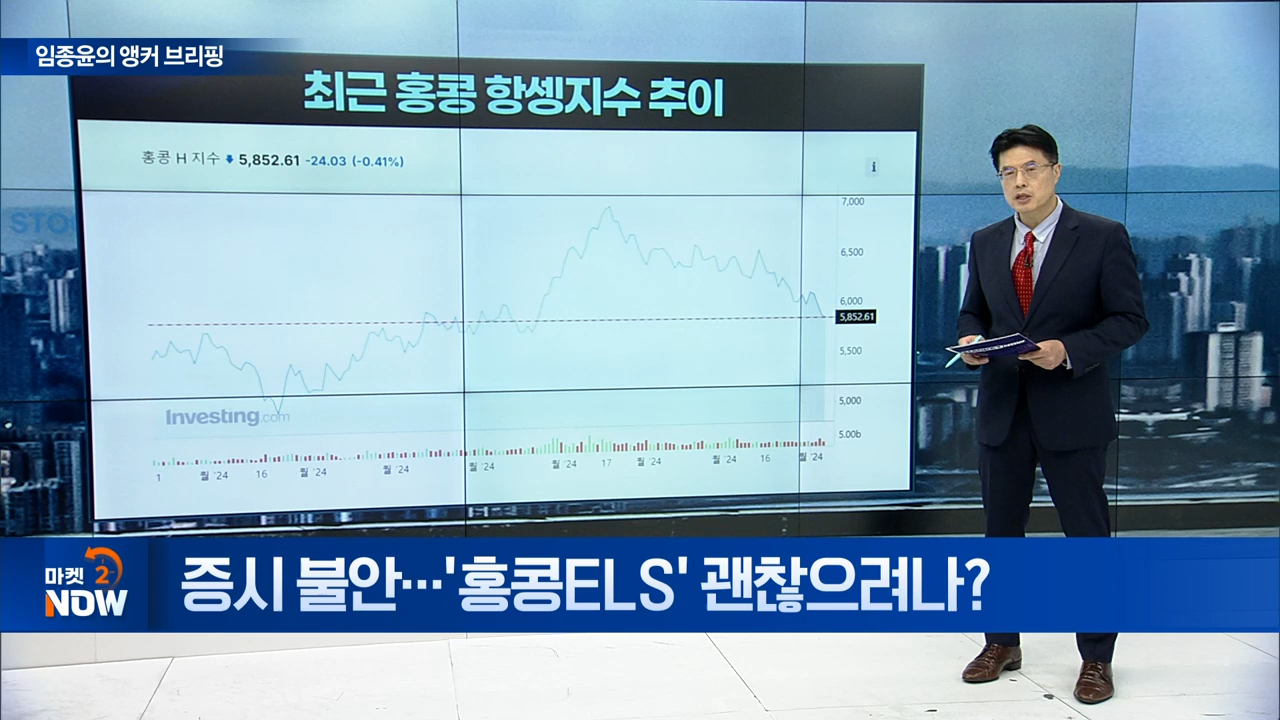 임종윤의 앵커 브리핑
최근 홍콩 항셍지수 추이
홍콩 H 지수 5,852.61 -24.03 (-0.41%)
i
STO
7,000
6,500
6,000
5,852.61
5,500
5,000
5.00b
Investing.com
1 월 '24 16 월 '24 월 '24 월 '24 월 '24 17 월 '24 월 '24 16 월 '24
마켓 2
NOW
증시 불안…'홍콩ELS' 괜찮으려나?